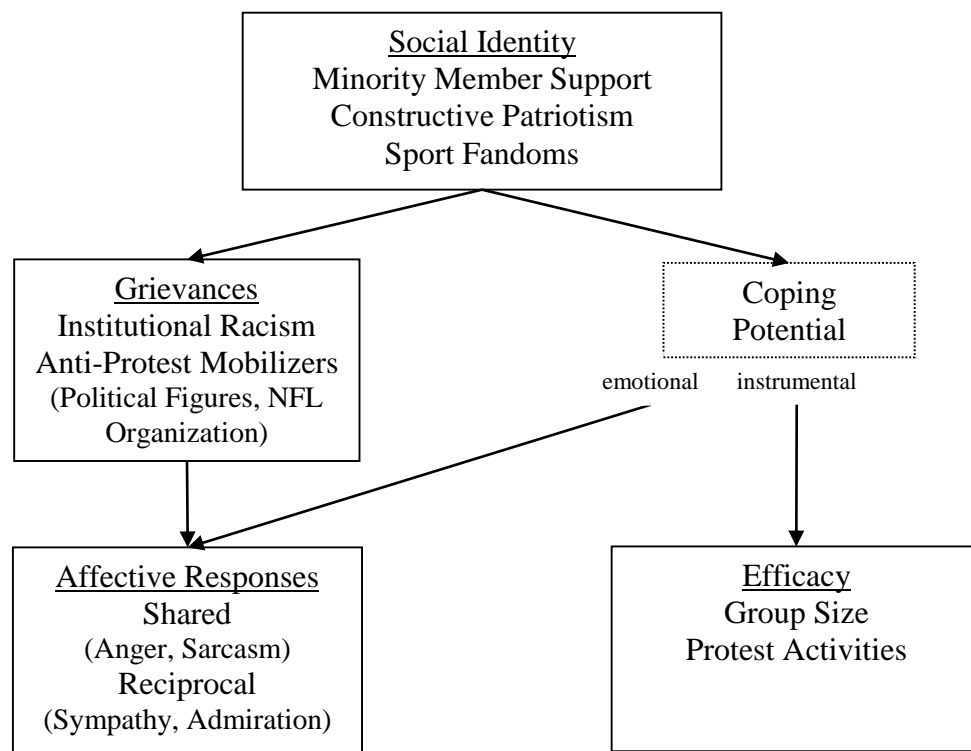 Social Identity
Minority Member Support
Constructive Patriotism
Sport Fandoms
Grievances
Institutional Racism
Anti-Protest Mobilizers
(Political Figures, NFL
Organization)
Coping
Potential
emotional
instrumental
Affective Responses
Shared
(Anger, Sarcasm)
Reciprocal
(Sympathy, Admiration)
Efficacy
Group Size
Protest Activities